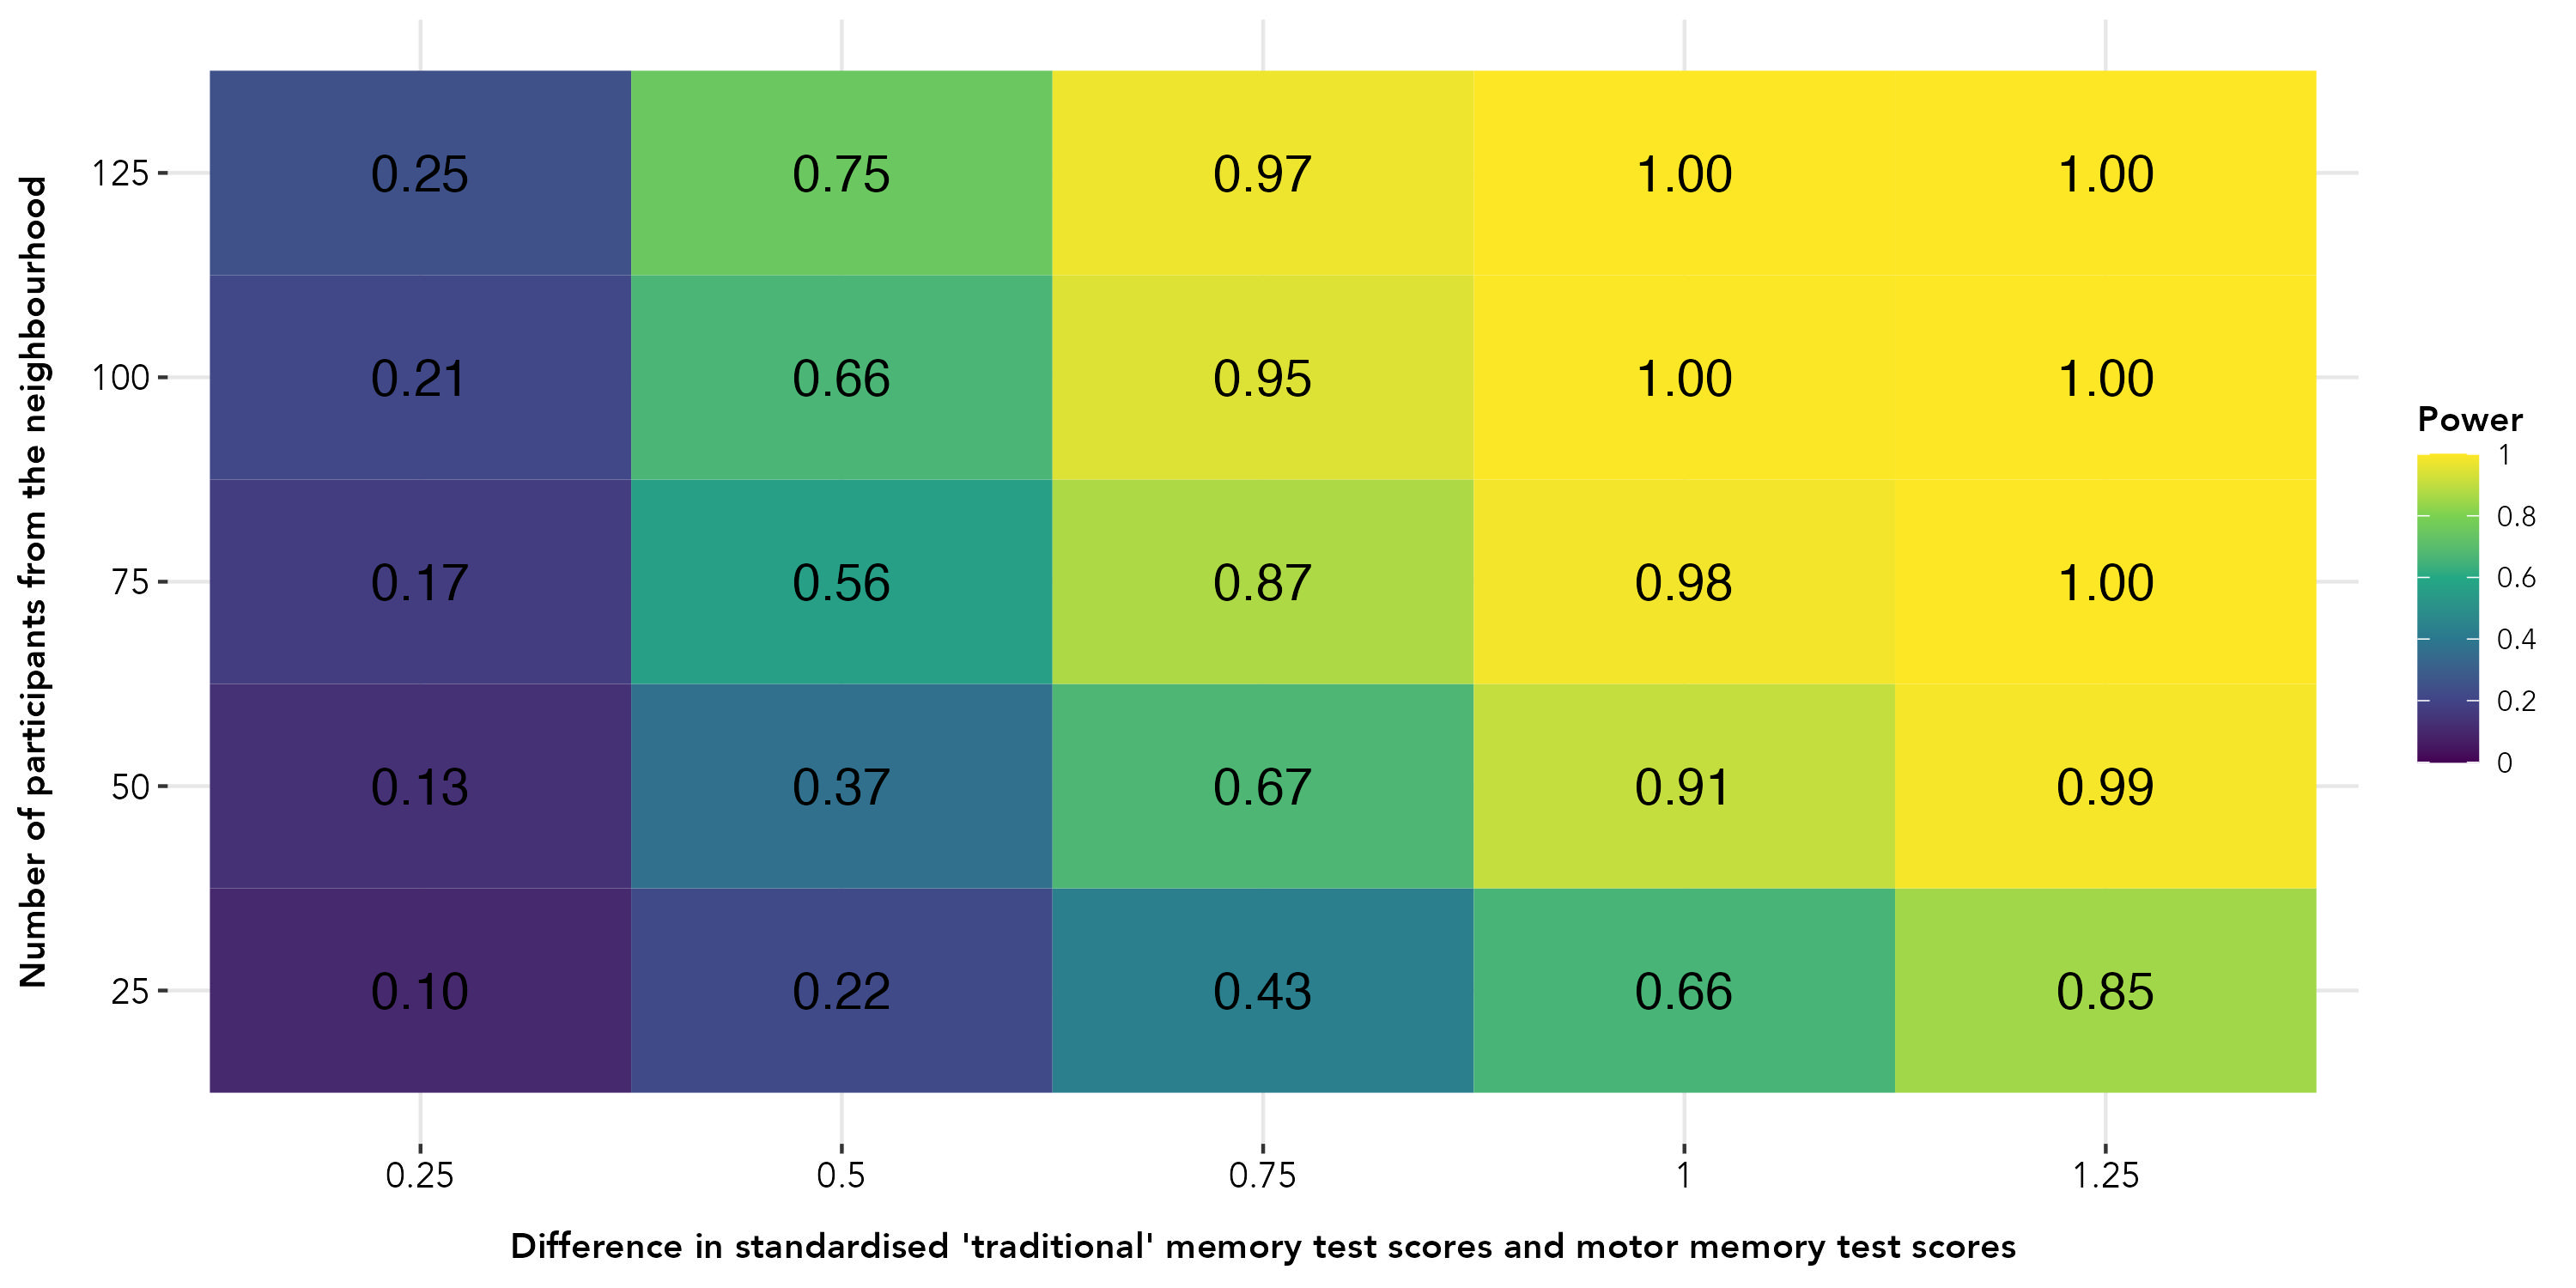 Number of participants from the neighbourhood
125 0.25 0.75 0.97 1.00 1.00
100 0.21 0.66 0.95 1.00 1.00
75 0.17 0.56 0.87 0.98 1.00
50 0.13 0.37 0.67 0.91 0.99
25 0.10 0.22 0.43 0.66 0.85
0.25 0.5 0.75 1 1.25
Difference in standardised 'traditional' memory test scores and motor memory test scores
Power
1
0.8
0.6
0.4
0.2
0